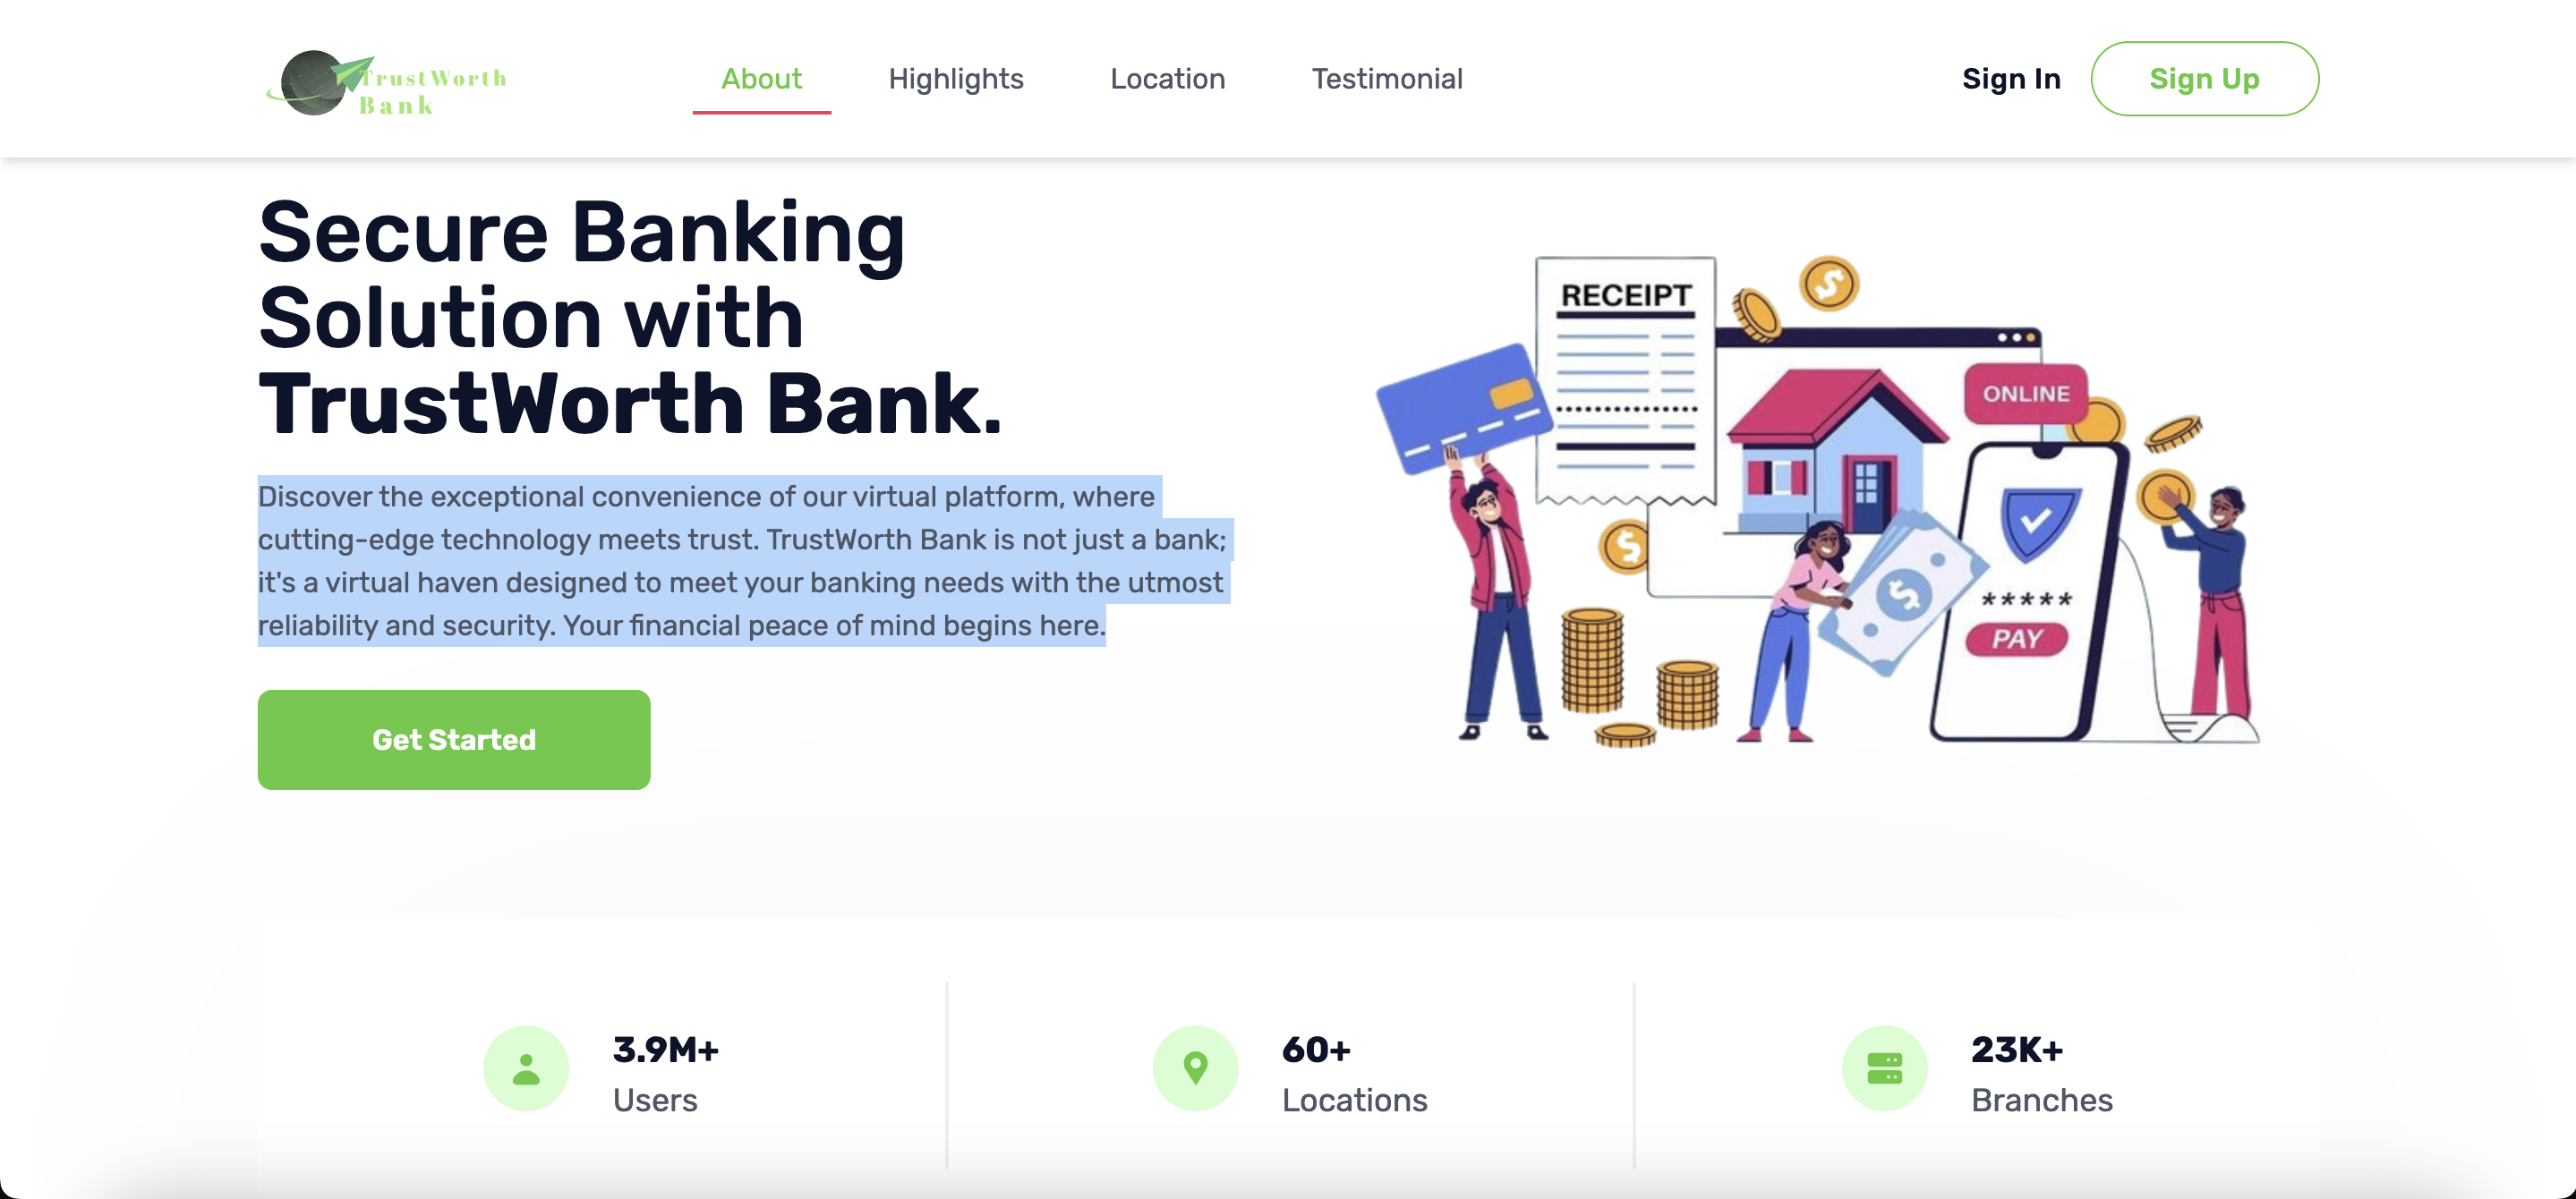 TrustWorth
Bank
About
Highlights
Location
Testimonial
Sign In
Sign Up
Secure Banking
Solution with
TrustWorth Bank.
Discover the exceptional convenience of our virtual platform, where
cutting-edge technology meets trust. TrustWorth Bank is not just a bank;
it's a virtual haven designed to meet your banking needs with the utmost
reliability and security. Your financial peace of mind begins here.
Get Started
RECEIPT
$
ONLINE
$
$
*****
PAY
3.9M+
Users
60+
Locations
23K+
Branches